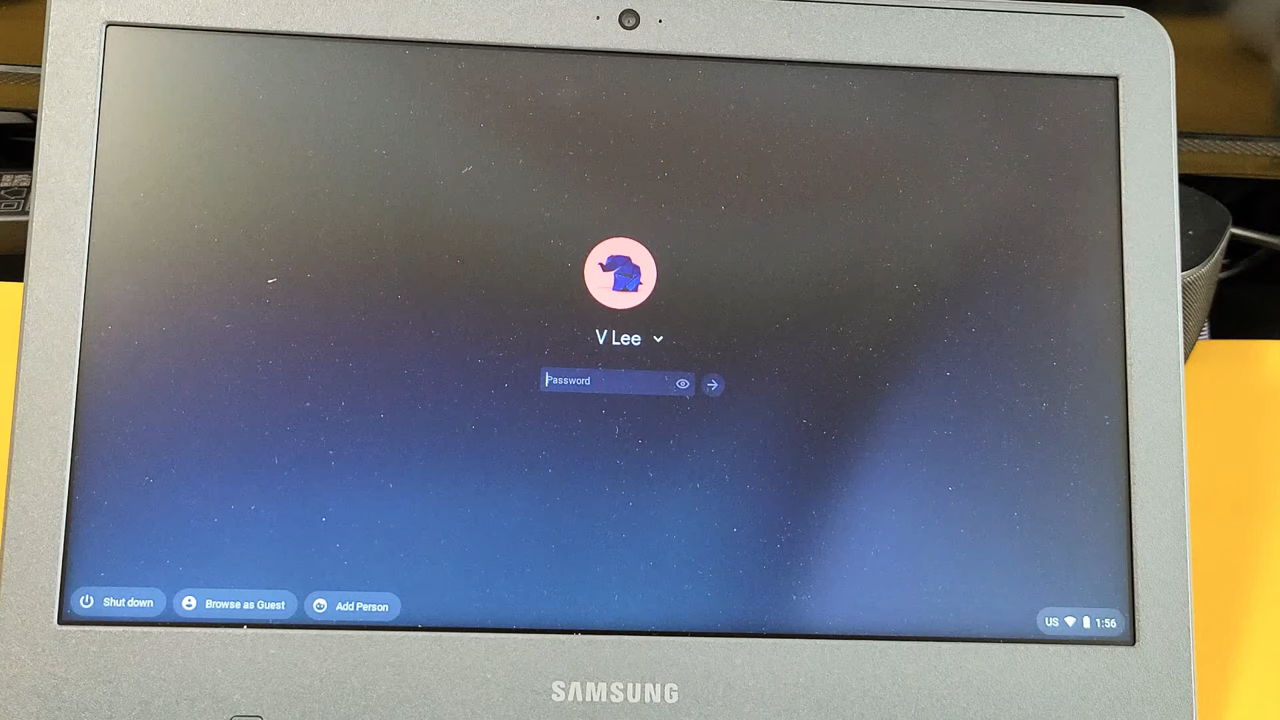 V Lee
Password
Shut down
Browse as Guest
Add Person
US 1:56
SAMSUNG